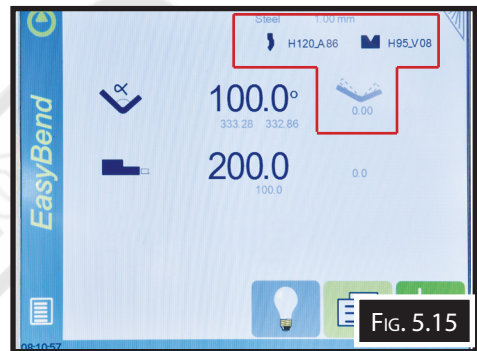 Steel 1.00 mm
H120_A86 H95_V08
α 100.0° 0.00
333.28 332.86
200.0 0.0
100.0
EasyBend
08:10:57
FIG. 5.15